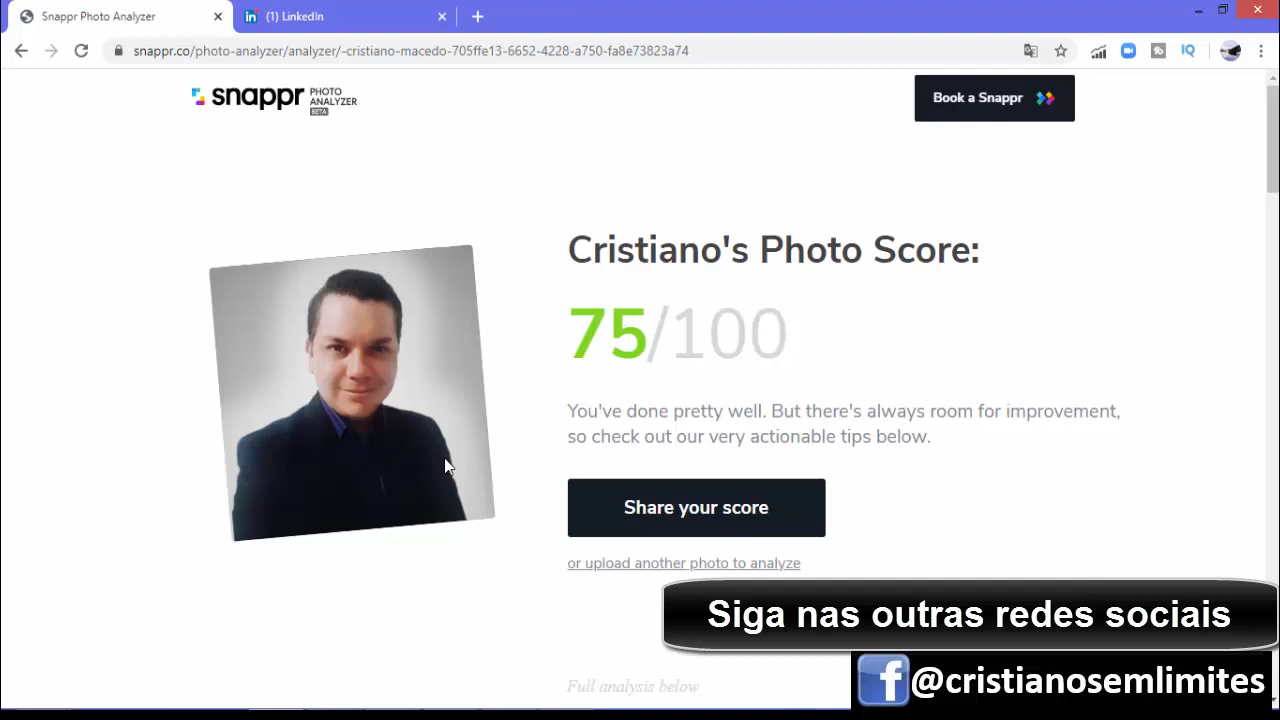 Snappr Photo Analyzer
in (1) LinkedIn
snappr.co/photo-analyzer/analyzer/-cristiano-macedo-705ffe13-6652-4228-a750-fa8e73823a74
IQ
snappr PHOTO ANALYZER BETA
Book a Snappr
Cristiano's Photo Score:
75/100
You've done pretty well. But there's always room for improvement,
so check out our very actionable tips below.
Share your score
or upload another photo to analyze
Siga nas outras redes sociais
f @cristianosemlimites
Full analysis below